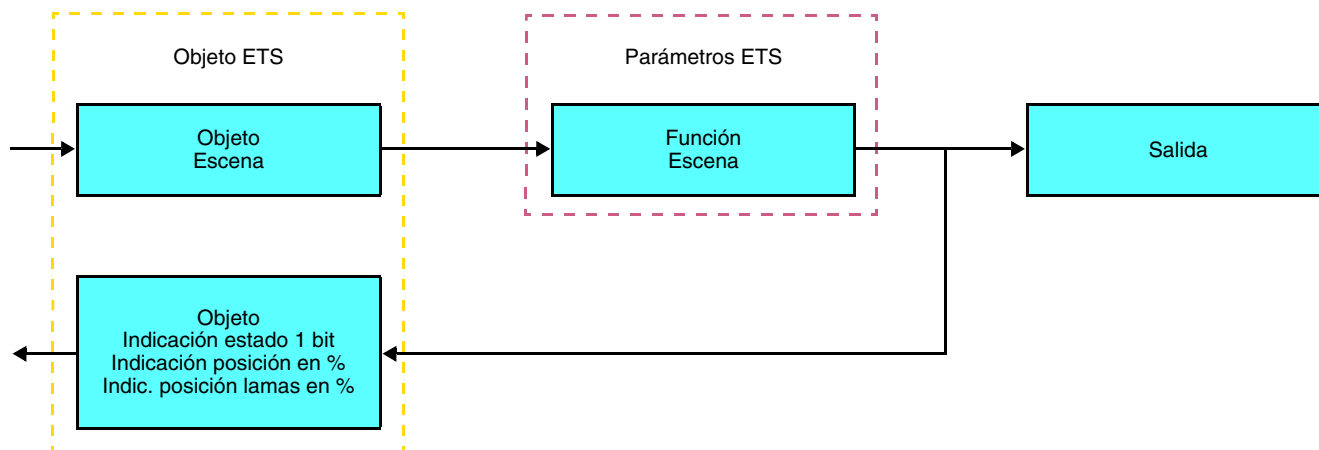 Objeto ETS
Parámetros ETS
Objeto
Escena
Función
Escena
Salida
Objeto
Indicación estado 1 bit
Indicación posición en %
Indic. posición lamas en %